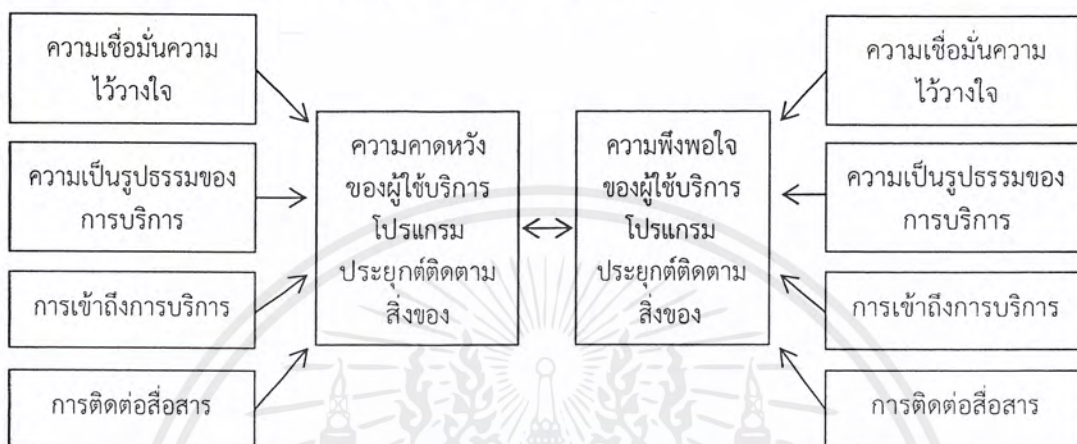 ความเชื่อมั่นความ
ไว้วางใจ
ความเป็นรูปธรรมของ
การบริการ
การเข้าถึงการบริการ
การติดต่อสื่อสาร
ความคาดหวัง
ของผู้ใช้บริการ
โปรแกรม
ประยุกต์ติดตาม
สิ่งของ
ความพึงพอใจ
ของผู้ใช้บริการ
โปรแกรม
ประยุกต์ติดตาม
สิ่งของ
ความเชื่อมั่นความ
ไว้วางใจ
ความเป็นรูปธรรมของ
การบริการ
การเข้าถึงการบริการ
การติดต่อสื่อสาร